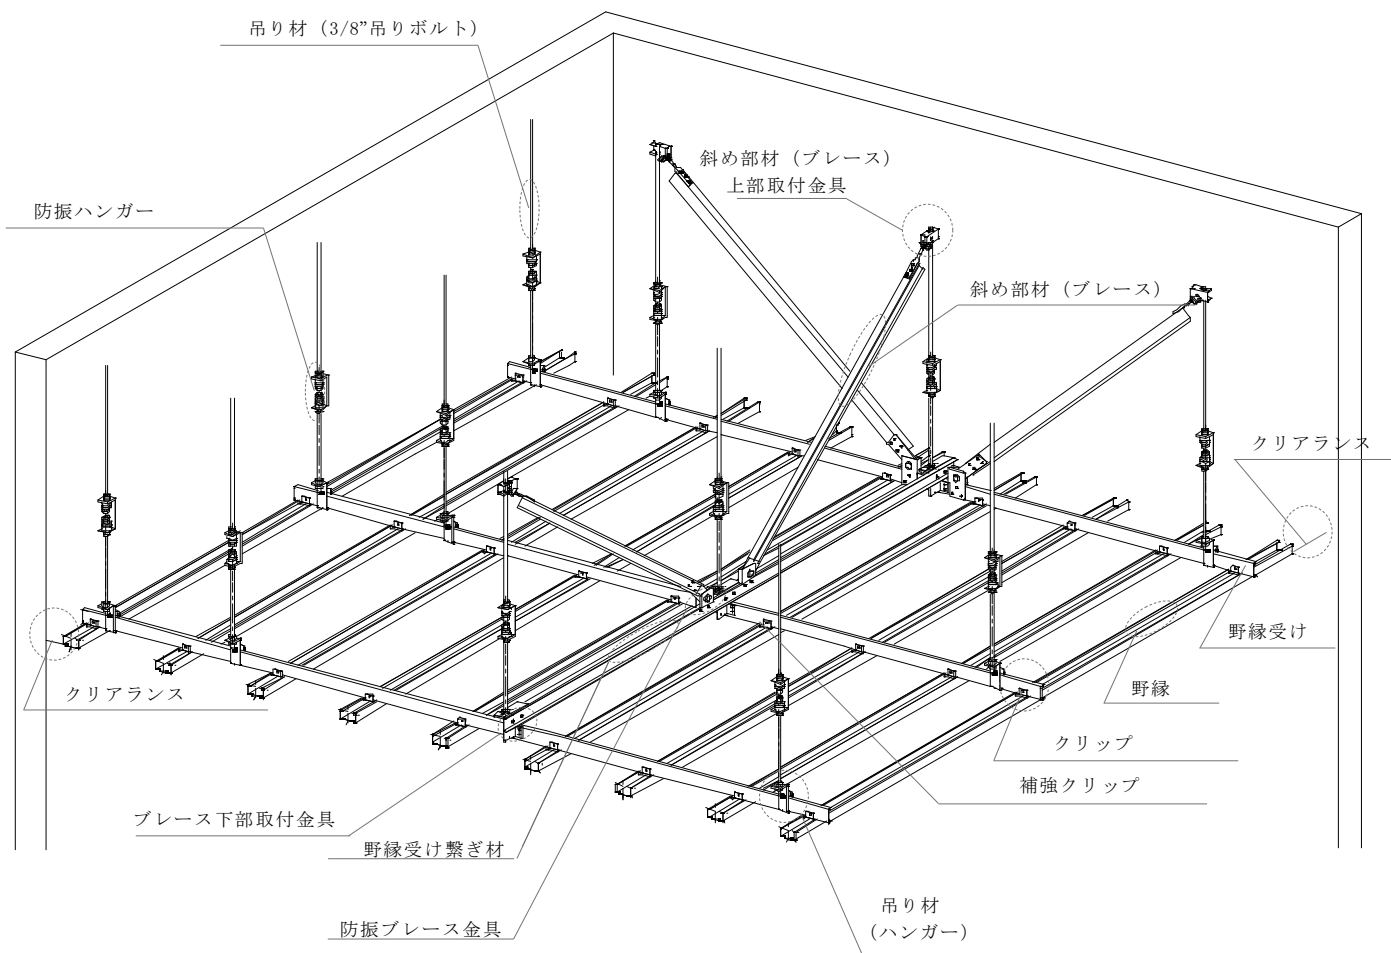 吊り材（3/8”吊りボルト）
斜め部材（ブレース）
上部取付金具
防振ハンガー
斜め部材（ブレース）
クリアランス
野縁受け
野縁
クリアランス
クリップ
補強クリップ
ブレース下部取付金具
野縁受け繋ぎ材
吊り材
（ハンガー）
防振ブレース金具